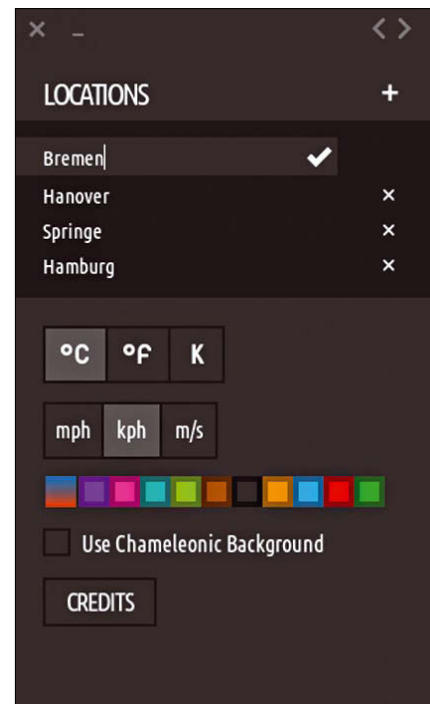 LOCATIONS
Bremen
Hanover
Springe
Hamburg
°C °F K
mph kph m/s
Use Chameleonic Background
CREDITS